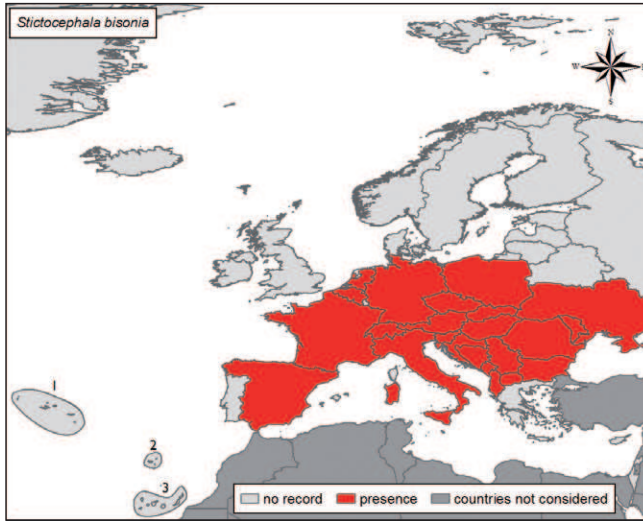 Stictocephala bisonia
N
W
E
S
1
2
3
no record presence countries not considered